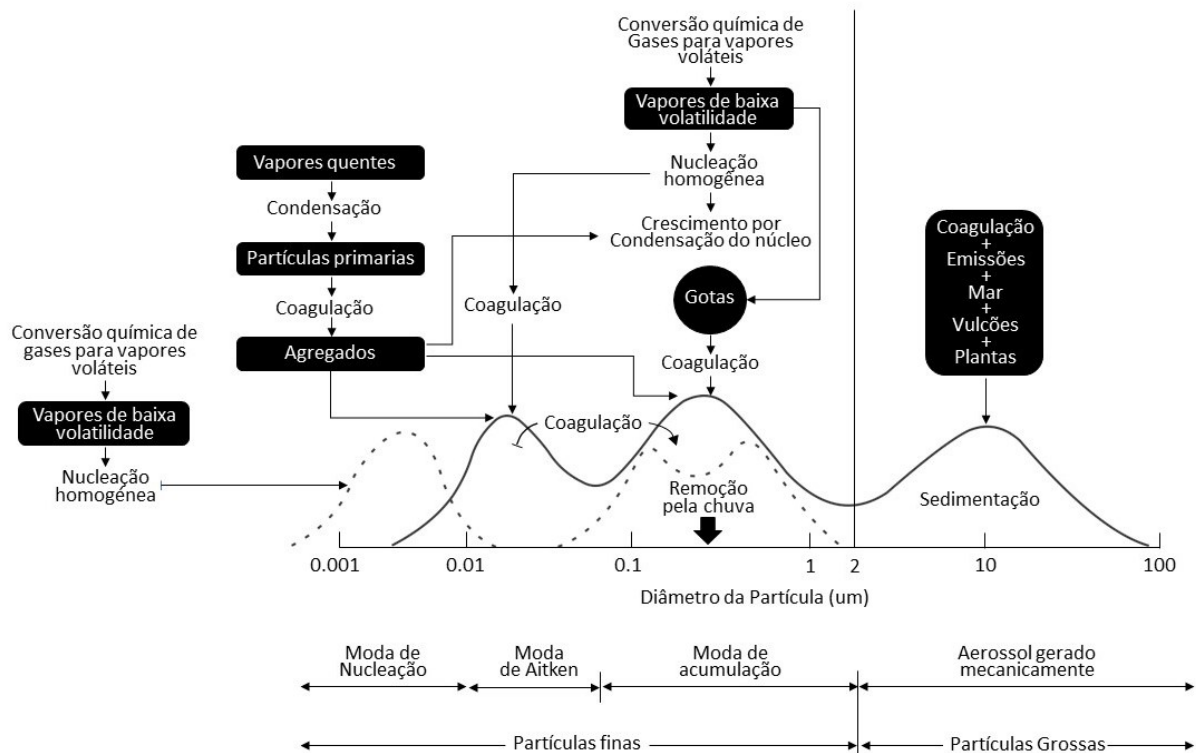 Conversão química de
Gases para vapores
voláteis
Vapores de baixa
volatilidade
Nucleação
homogênea
Crescimento por
Condensação do núcleo
Gotas
Coagulação
Vapores quentes
Condensação
Partículas primarias
Coagulação
Agregados
Coagulação
Conversão química de
gases para vapores
voláteis
Vapores de baixa
volatilidade
Nucleação
homogénea
Coagulação
+
Emissões
+
Mar
+
Vulcões
+
Plantas
Coagulação
Remoção
pela chuva
Sedimentação
0.001 0.01 0.1 1 2 10 100
Diâmetro da Partícula (um)
Moda de
Nucleação
Moda
de Aitken
Moda de
acumulação
Aerossol gerado
mecanicamente
Partículas finas
Partículas Grossas